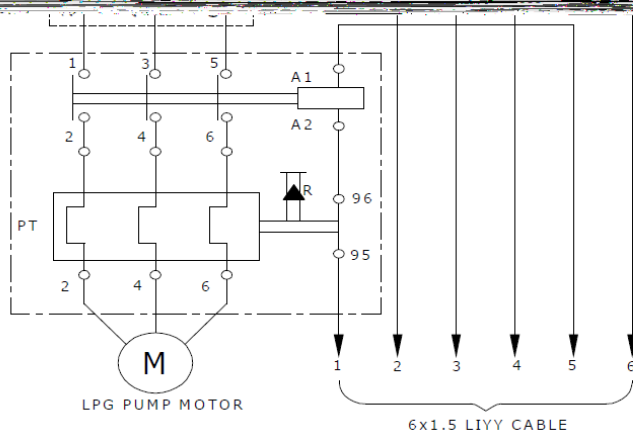 1 3 5
A1
A2
2 4 6
R
96
PT
95
2 4 6
M
1 2 3 4 5 6
LPG PUMP MOTOR
6x1.5 LIYY CABLE